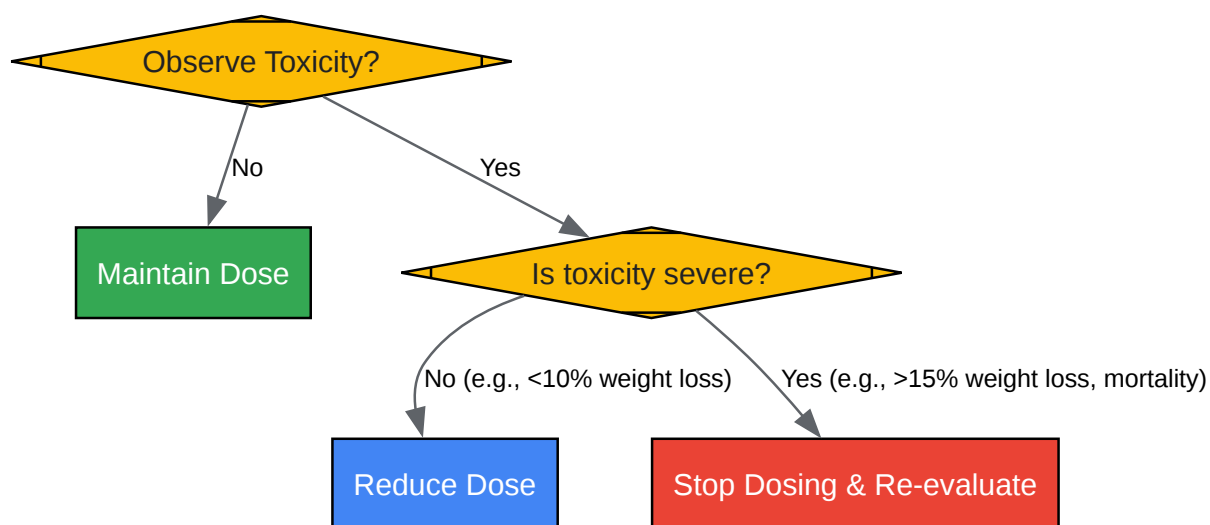 Observe Toxicity?
No
Yes
Maintain Dose
Is toxicity severe?
No (e.g., <10% weight loss)
Yes (e.g., >15% weight loss, mortality)
Reduce Dose
Stop Dosing & Re-evaluate